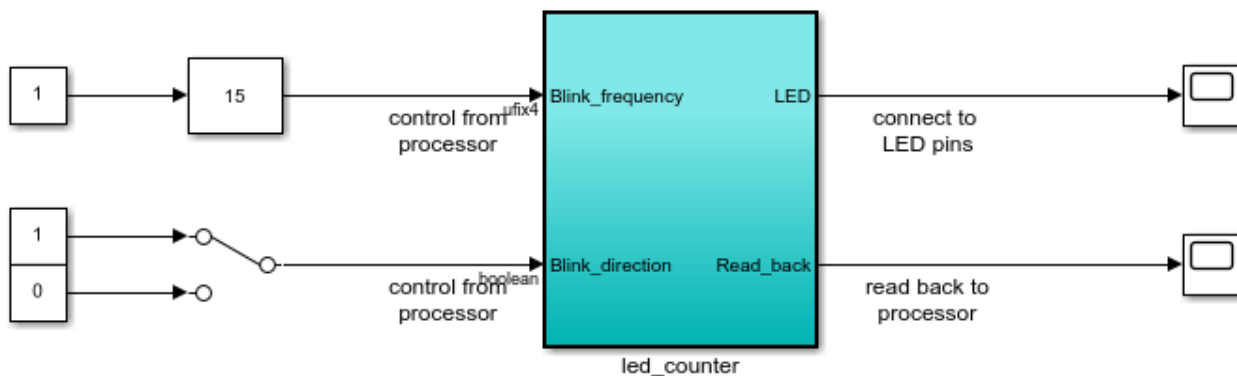 1
15
control from
processor
ufix4
Blink_frequency
LED
connect to
LED pins
1
0
control from
processor
boolean
Blink_direction
Read_back
read back to
processor
led_counter